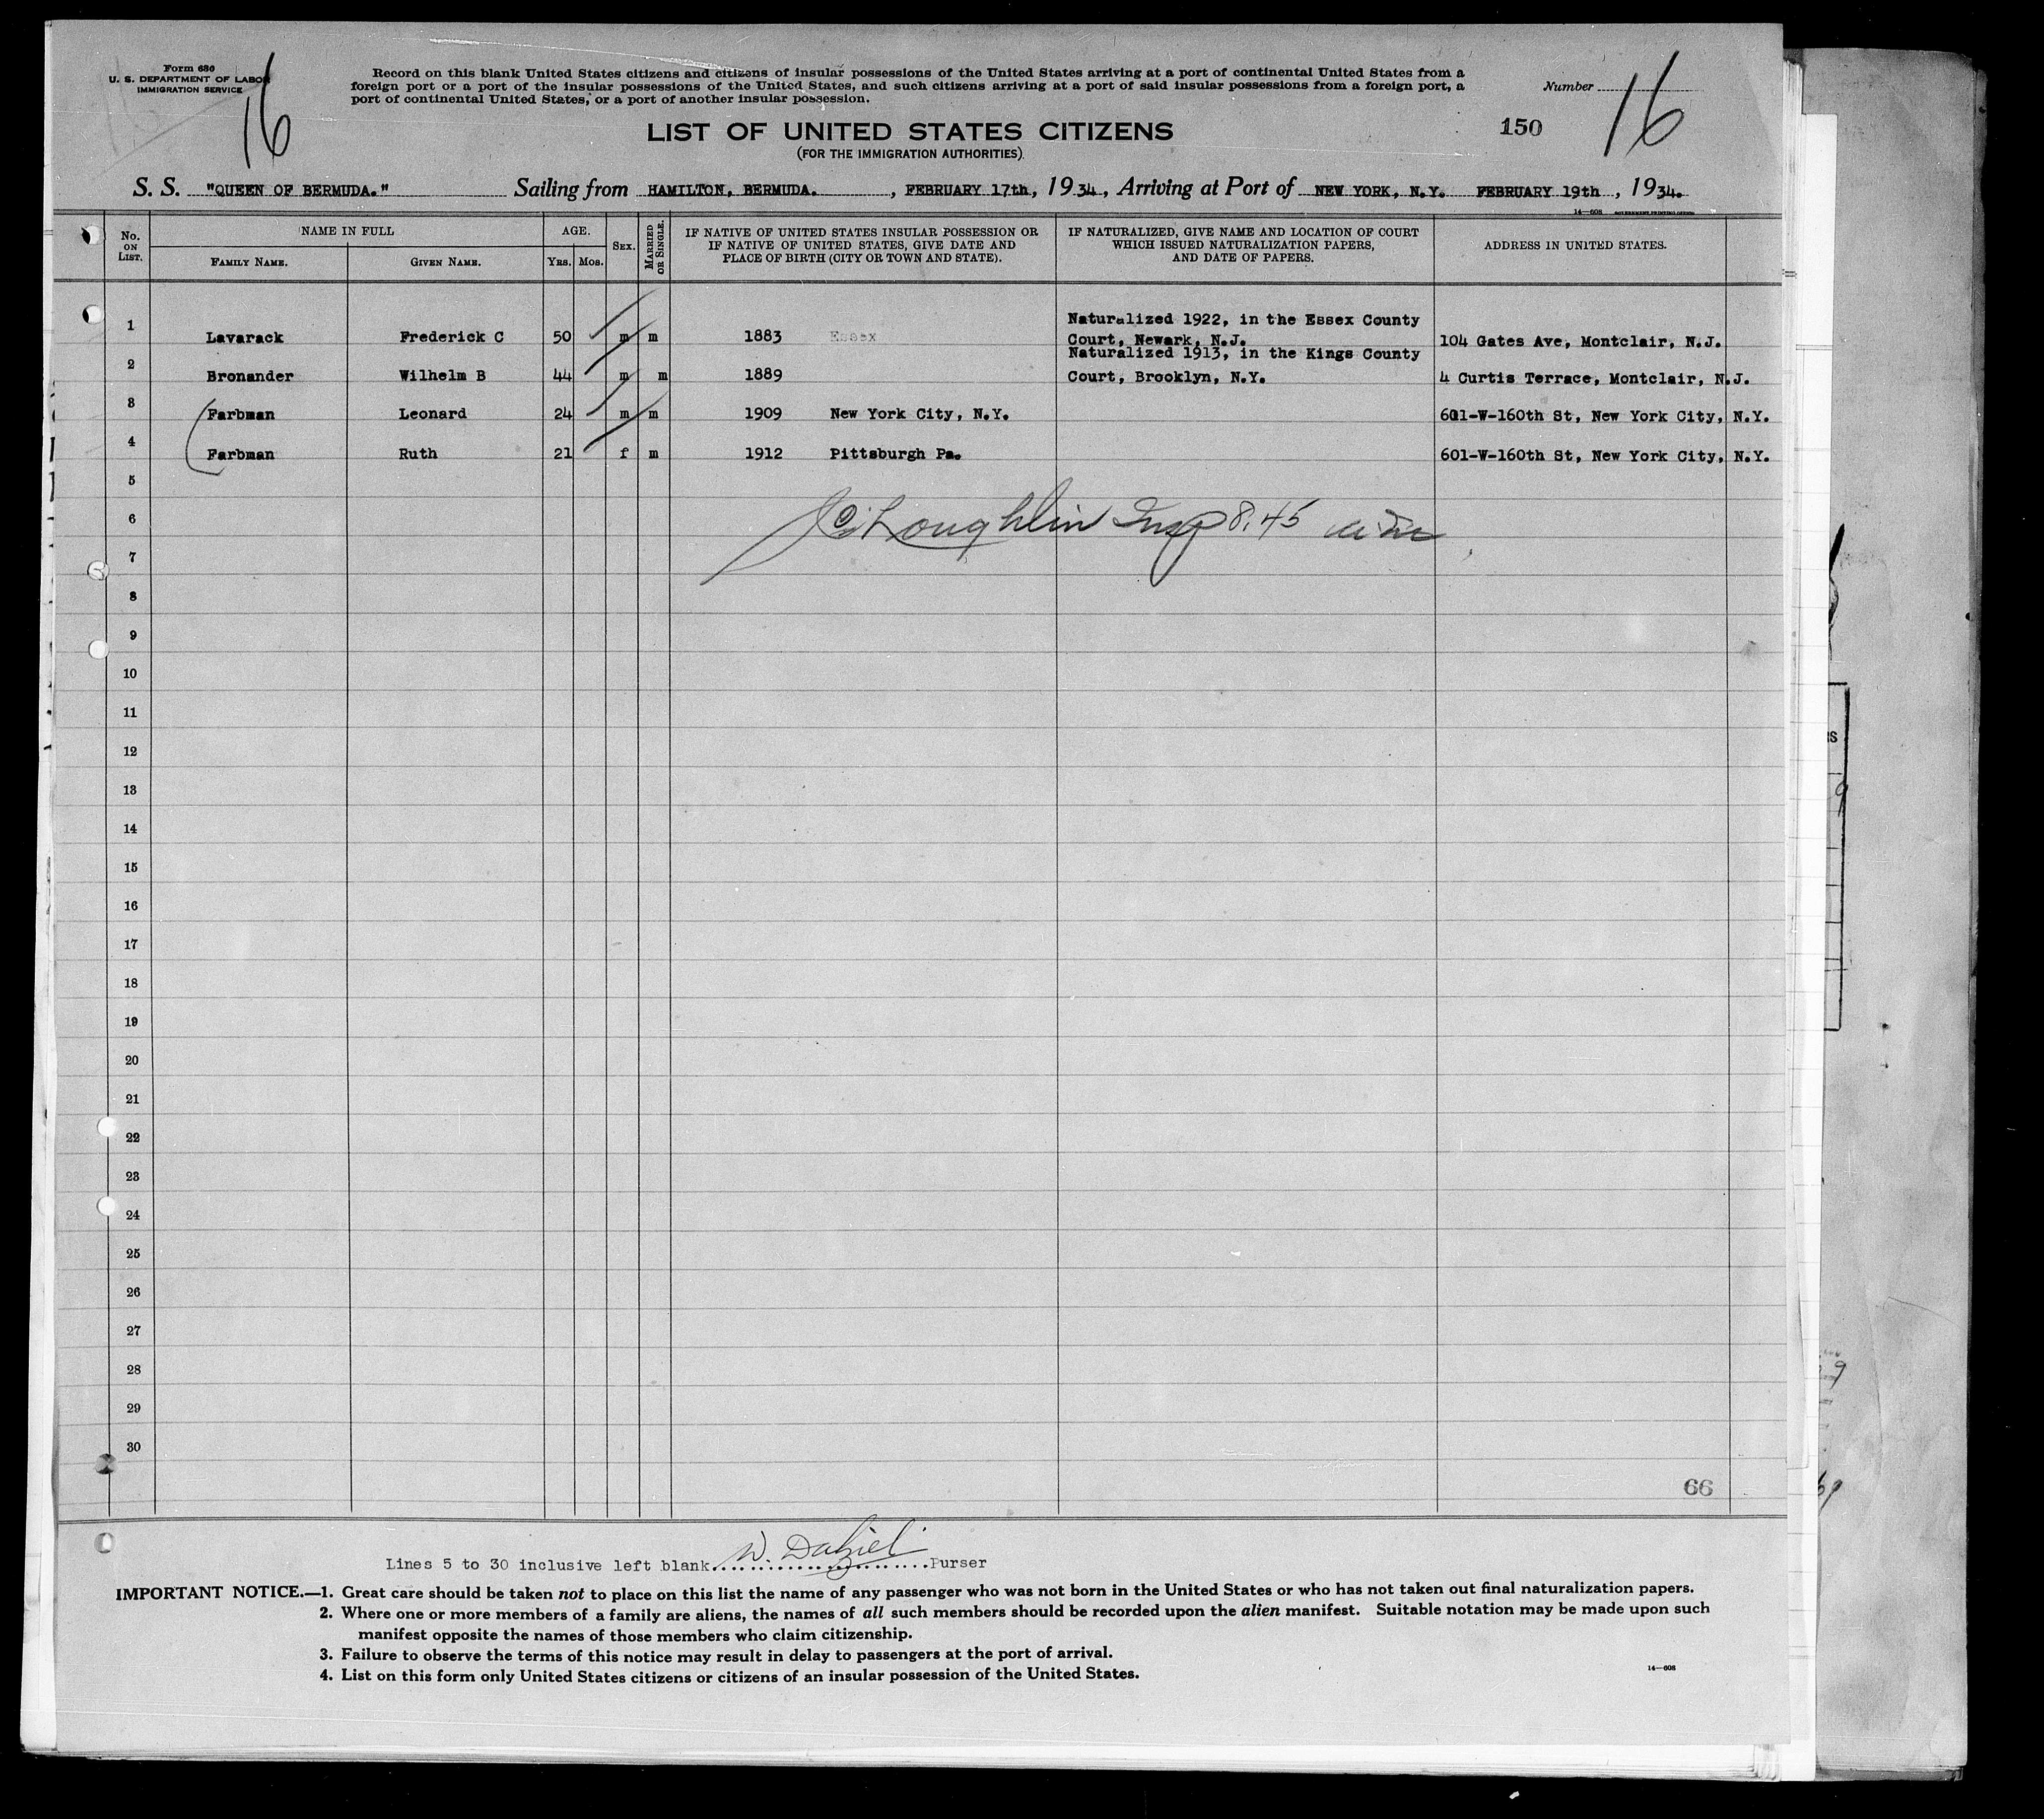 Form 630
U. S. DEPARTMENT OF LABOR
IMMIGRATION SERVICE
16
Record on this blank United States citizens and citizens of insular possessions of the United States arriving at a port of continental United States from a
foreign port or a port of the insular possessions of the United States, and such citizens arriving at a port of said insular possessions from a foreign port, a
port of continental United States, or a port of another insular possession.
Number 16
LIST OF UNITED STATES CITIZENS
(FOR THE IMMIGRATION AUTHORITIES)
150
S. S. "QUEEN OF BERMUDA." Sailing from HAMILTON, BERMUDA. , FEBRUARY 17th, 1934, Arriving at Port of NEW YORK, N.Y. FEBRUARY 19th , 1934.
14—608 GOVERNMENT PRINTING OFFICE
No. ON LIST. NAME IN FULL FAMILY NAME. GIVEN NAME. AGE. YRS. MOS. SEX. MARRIED OR SINGLE. IF NATIVE OF UNITED STATES INSULAR POSSESSION OR IF NATIVE OF UNITED STATES, GIVE DATE AND PLACE OF BIRTH (CITY OR TOWN AND STATE). IF NATURALIZED, GIVE NAME AND LOCATION OF COURT WHICH ISSUED NATURALIZATION PAPERS, AND DATE OF PAPERS. ADDRESS IN UNITED STATES.
Naturalized 1922, in the Essex County
1 Lavarack Frederick C 50 m m 1883 Essex Court, Newark, N.J. 104 Gates Ave, Montclair, N.J.
Naturalized 1913, in the Kings County
2 Bronander Wilhelm B 44 m m 1889 Court, Brooklyn, N.Y. 4 Curtis Terrace, Montclair, N.J.
3 Farbman Leonard 24 m m 1909 New York City, N.Y. 601-W-160th St, New York City, N.Y.
4 Farbman Ruth 21 f m 1912 Pittsburgh Pa. 601-W-160th St, New York City, N.Y.
5
6 O'Loughlin Insp 8.45 am
7
8
9
10
11
12
13
14
15
16
17
18
19
20
21
22
23
24
25
26
27
28
29
30
66
Lines 5 to 30 inclusive left blank. W. Dalziel Purser
IMPORTANT NOTICE.—1. Great care should be taken not to place on this list the name of any passenger who was not born in the United States or who has not taken out final naturalization papers.
2. Where one or more members of a family are aliens, the names of all such members should be recorded upon the alien manifest. Suitable notation may be made upon such
manifest opposite the names of those members who claim citizenship.
3. Failure to observe the terms of this notice may result in delay to passengers at the port of arrival.
4. List on this form only United States citizens or citizens of an insular possession of the United States.
14—608